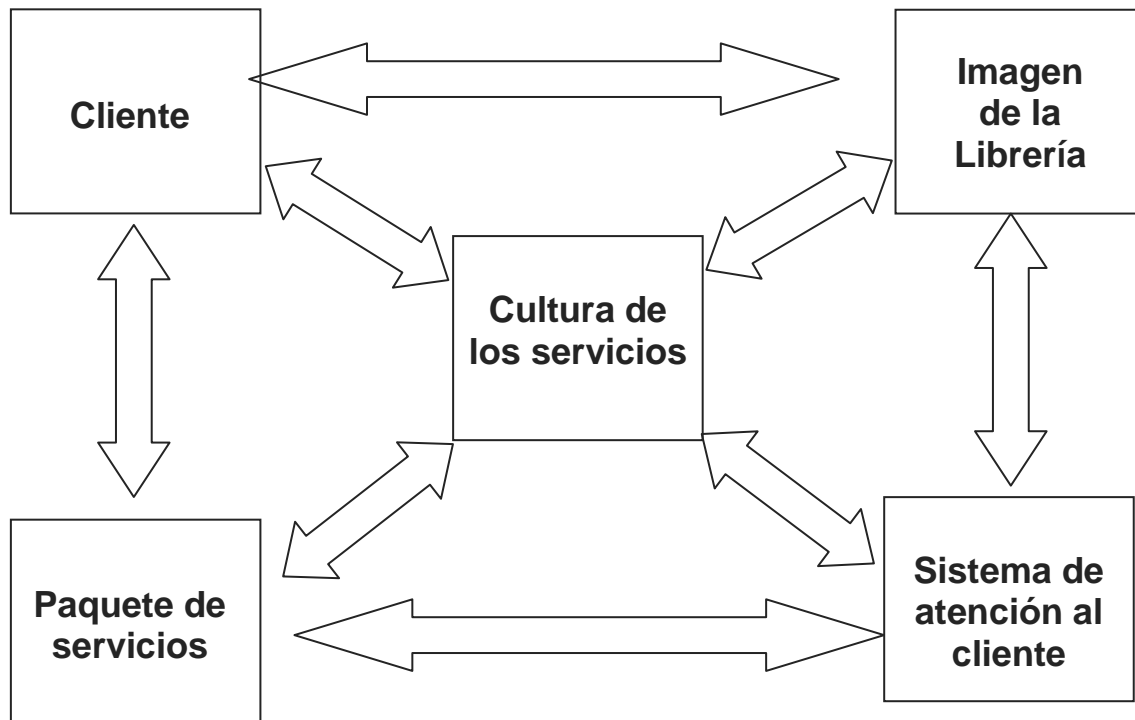 Cliente
Imagen
de la
Librería
Cultura de
los servicios
Paquete de
servicios
Sistema de
atención al
cliente